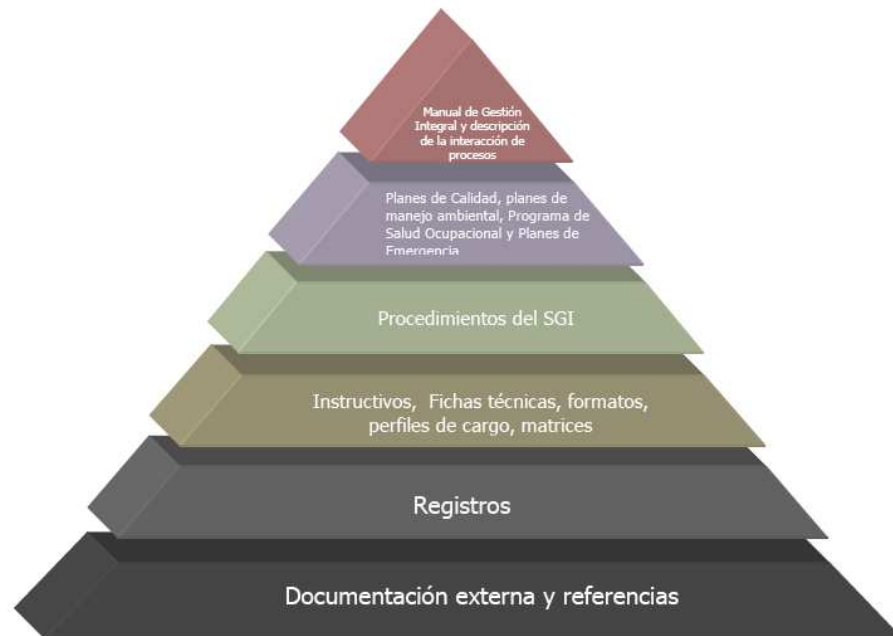 Manual de Gestión
Integral y descripción
de la interacción de
procesos
Planes de Calidad, planes de
manejo ambiental, Programa de
Salud Ocupacional y Planes de
Emergencia
Procedimientos del SGI
Instructivos, Fichas técnicas, formatos,
perfiles de cargo, matrices
Registros
Documentación externa y referencias